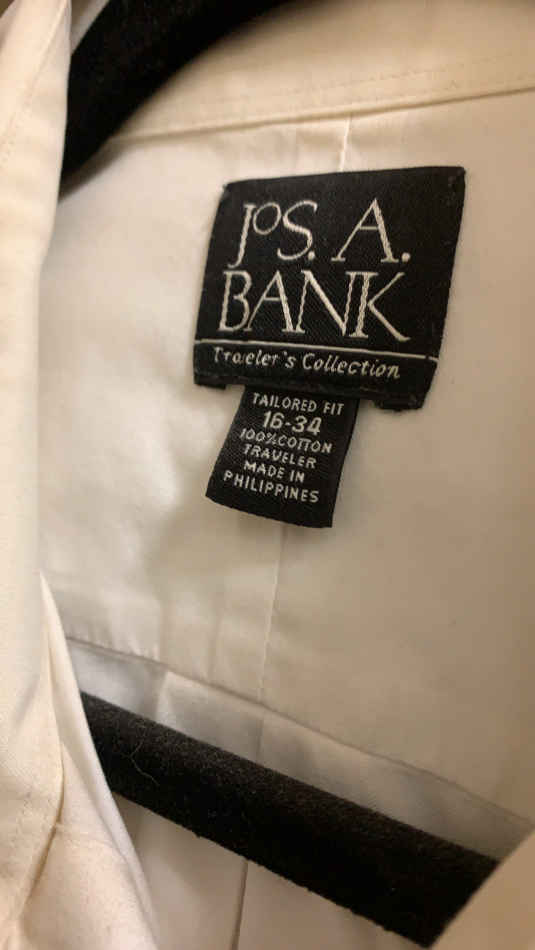 JoS. A.
BANK
Traveler's Collection
TAILORED FIT
16-34
100%COTTON
TRAVELER
MADE IN
PHILIPPINES